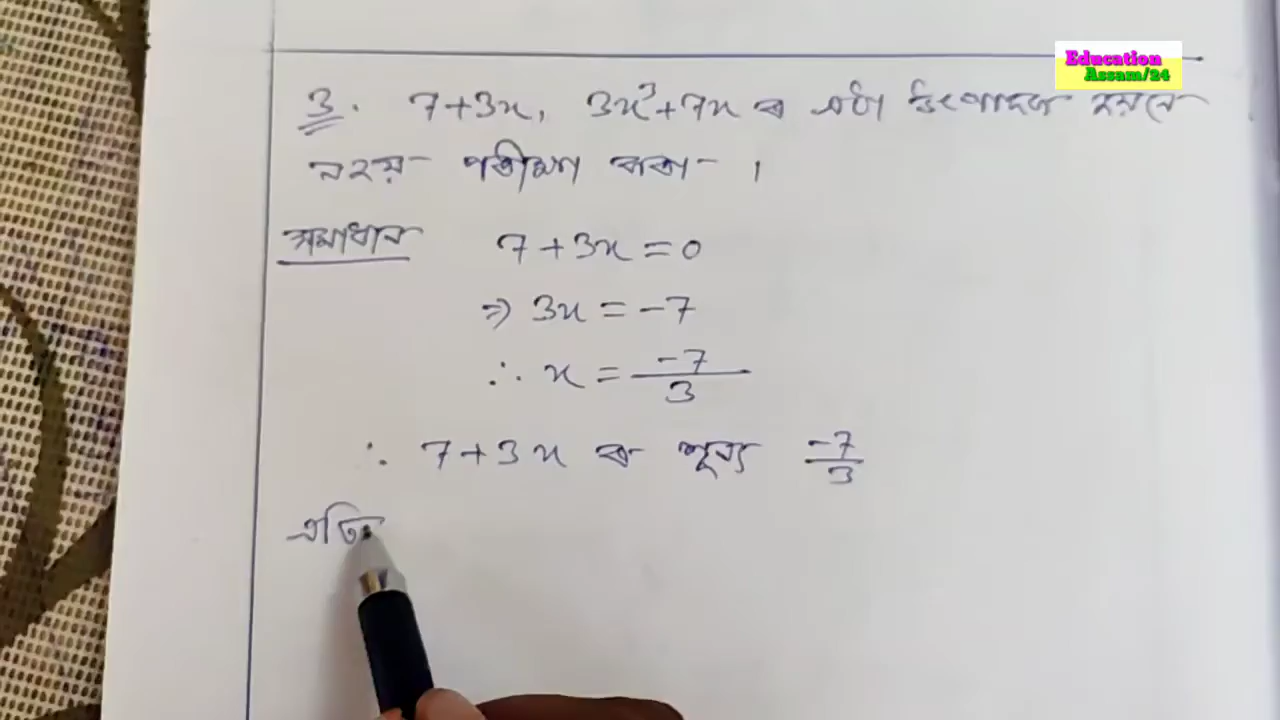 Education
Assam/24
3. 7+3x, 3x³+7x ৰ এটা উৎপাদক হয়নে
নহয় পৰীক্ষা কৰা ।
সমাধান 7+3x=0
⇒ 3x = -7
∴ x = -7/3
∴ 7+3x ৰ শূন্য -7/3
এতি